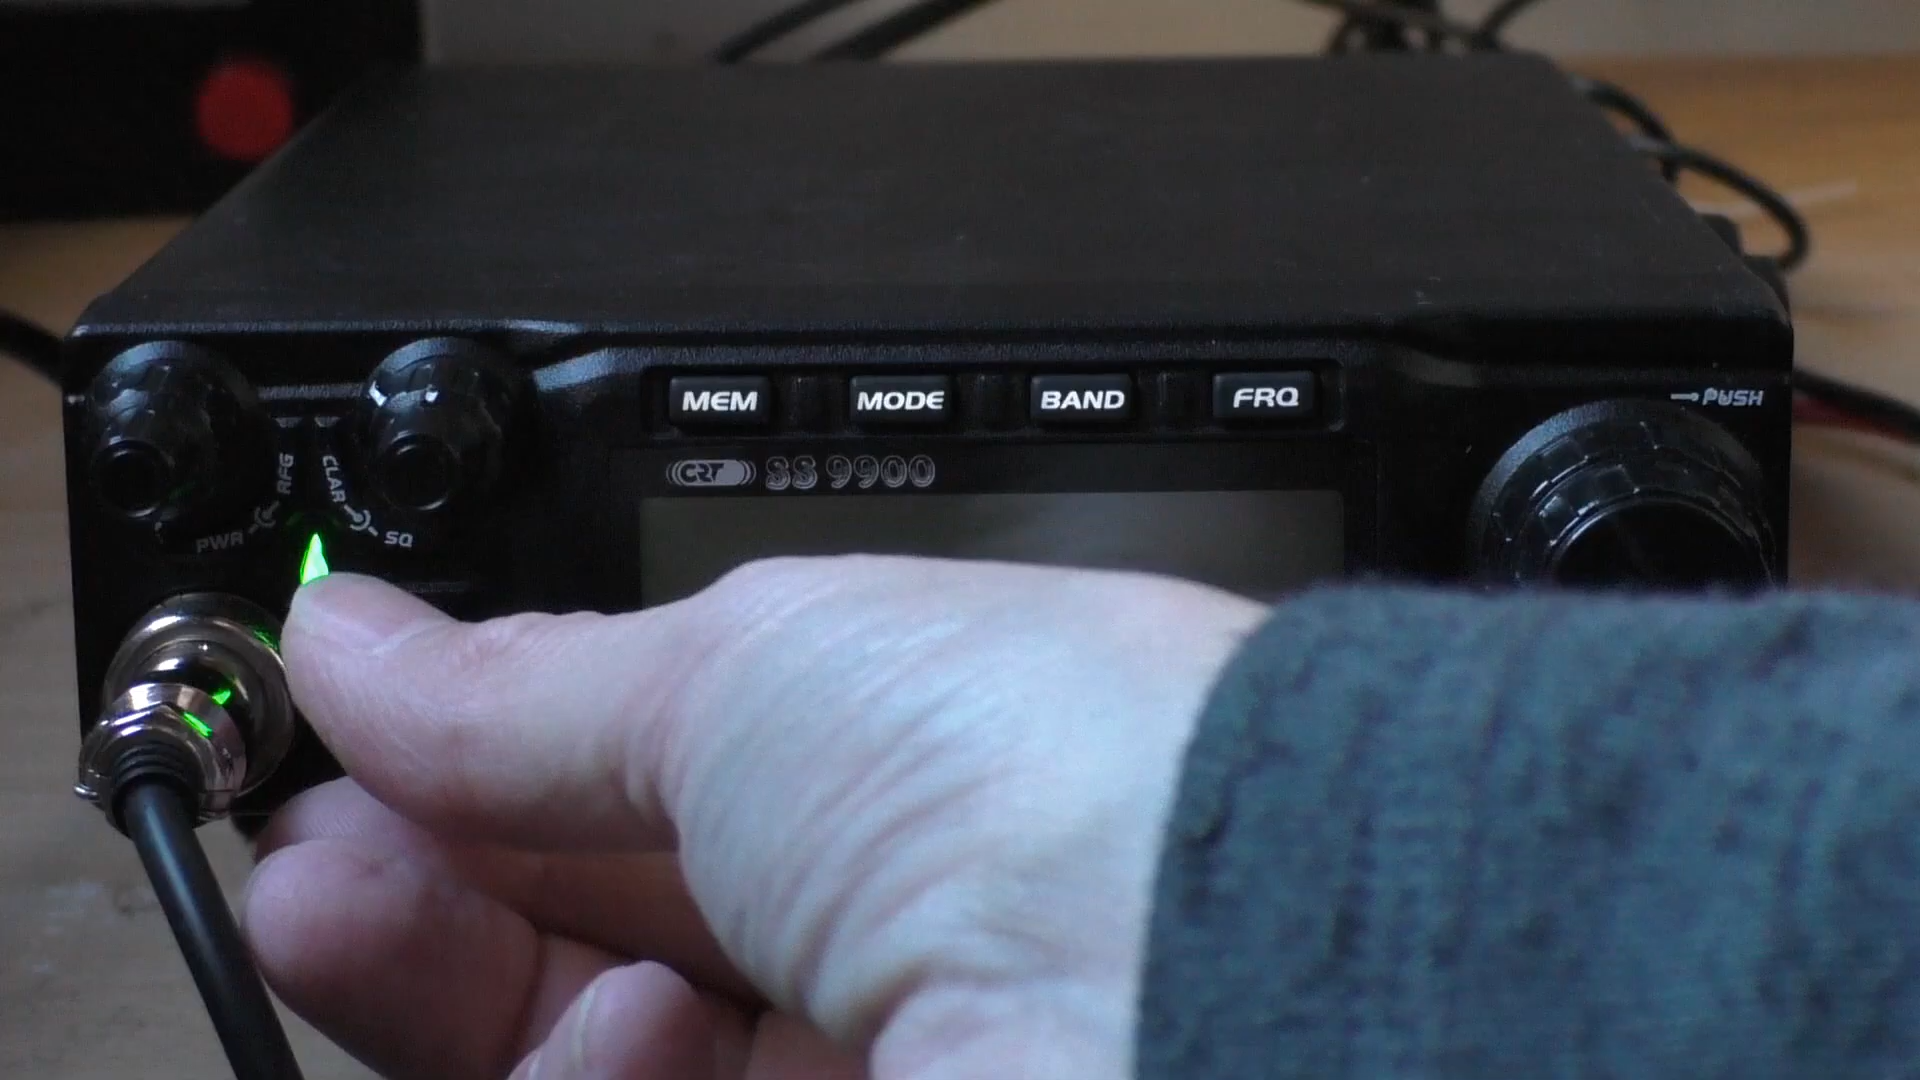 MEM MODE BAND FRQ
PUSH
CRT SS 9900
RFG CLAR
PWR SQ